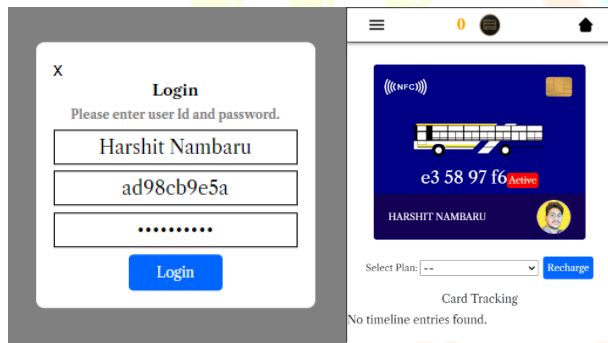 X
Login
Please enter user Id and password.
Harshit Nambaru
ad98cb9e5a
••••••••••
Login
0
(((NFC)))
e3 58 97 f6 Active
HARSHIT NAMBARU
Select Plan: -- Recharge
Card Tracking
No timeline entries found.